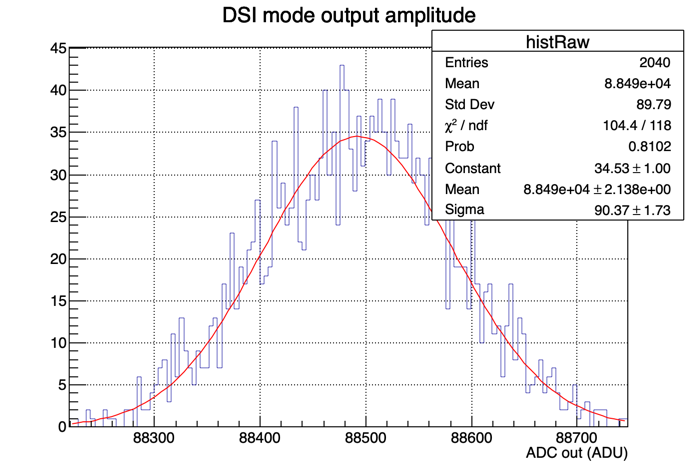 DSI mode output amplitude
histRaw
Entries 2040
Mean 8.849e+04
Std Dev 89.79
χ² / ndf 104.4 / 118
Prob 0.8102
Constant 34.53 ± 1.00
Mean 8.849e+04 ± 2.138e+00
Sigma 90.37 ± 1.73
45
40
35
30
25
20
15
10
5
0
88300 88400 88500 88600 88700
ADC out (ADU)